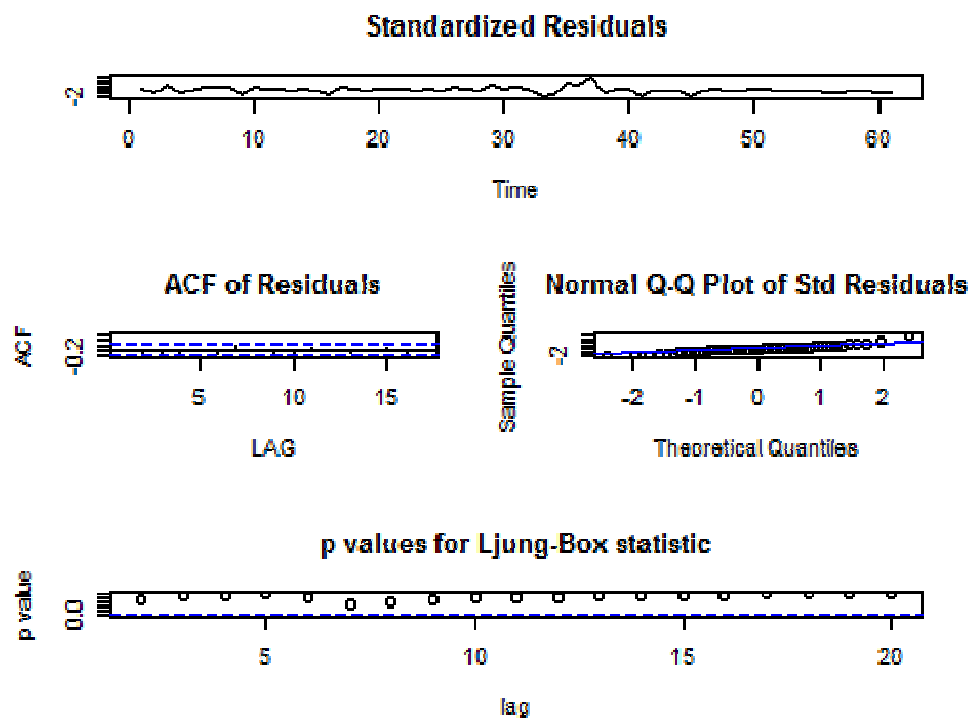 Standardized Residuals
-2
0 10 20 30 40 50 60
Time
ACF of Residuals
ACF
-0.2
5 10 15
LAG
Normal Q-Q Plot of Std Residuals
Sample Quantiles
-2
-2 -1 0 1 2
Theoretical Quantiles
p values for Ljung-Box statistic
p value
0.0
5 10 15 20
lag